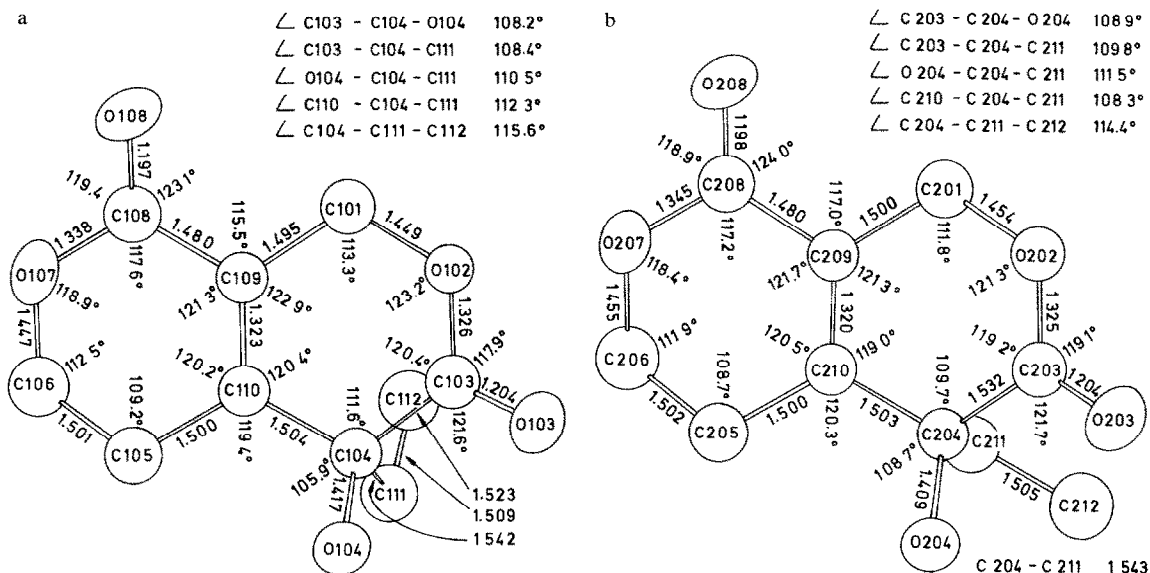 a
∠ C103 - C104 - O104 108.2°
∠ C103 - C104 - C111 108.4°
∠ O104 - C104 - C111 110 5°
∠ C110 - C104 - C111 112 3°
∠ C104 - C111 - C112 115.6°
O108
1.197
119.4
123.1°
C108
1.338
117.6°
1.480
115.5°
1.495
C101
1.449
113.3°
O107
118.9°
C109
121.3°
122.9°
O102
123.2°
1.447
1.323
1.326
C106
112.5°
120.2°
120.4°
C110
109.2°
119.4°
1.501
C105
1.500
1.504
111.6°
120.4°
117.9°
C103
1.204
C112
121.6°
O103
C104
105.9°
1.417
C111
1.523
1.509
1.542
O104
b
∠ C 203 - C 204 - O 204 108 9°
∠ C 203 - C 204 - C 211 109 8°
∠ O 204 - C 204 - C 211 111 5°
∠ C 210 - C 204 - C 211 108 3°
∠ C 204 - C 211 - C 212 114.4°
O208
1198
118.9°
124.0°
C208
1 345
117.2°
1.480
117.0°
1 500
C201
1 454
111.8°
O207
118.4°
C209
121.7°
121 3°
O202
121 3°
1455
1.320
1.325
C206
111 9°
120.5°
119.0°
C210
108.7°
120.3°
1.502
C205
1.500
1.503
109.7°
1.532
119.2°
119.1°
C203
1204
121.7°
O203
C204
C211
108 7°
1.409
1 505
C212
O204
C 204 - C 211 1 543